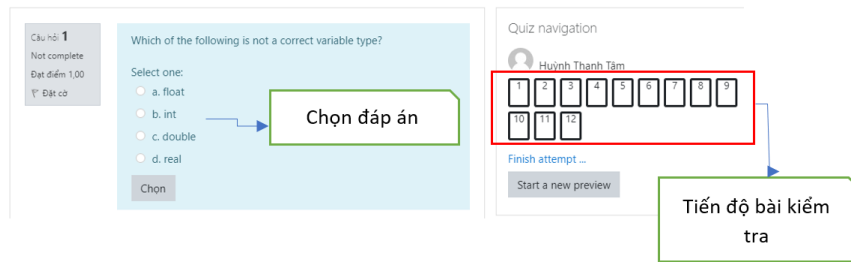 Câu hỏi 1
Not complete
Đạt điểm 1,00
Đặt cờ
Which of the following is not a correct variable type?
Select one:
a. float
b. int
c. double
d. real
Chọn
Chọn đáp án
Quiz navigation
Huỳnh Thanh Tâm
1 2 3 4 5 6 7 8 9
10 11 12
Finish attempt ...
Start a new preview
Tiến độ bài kiểm
tra